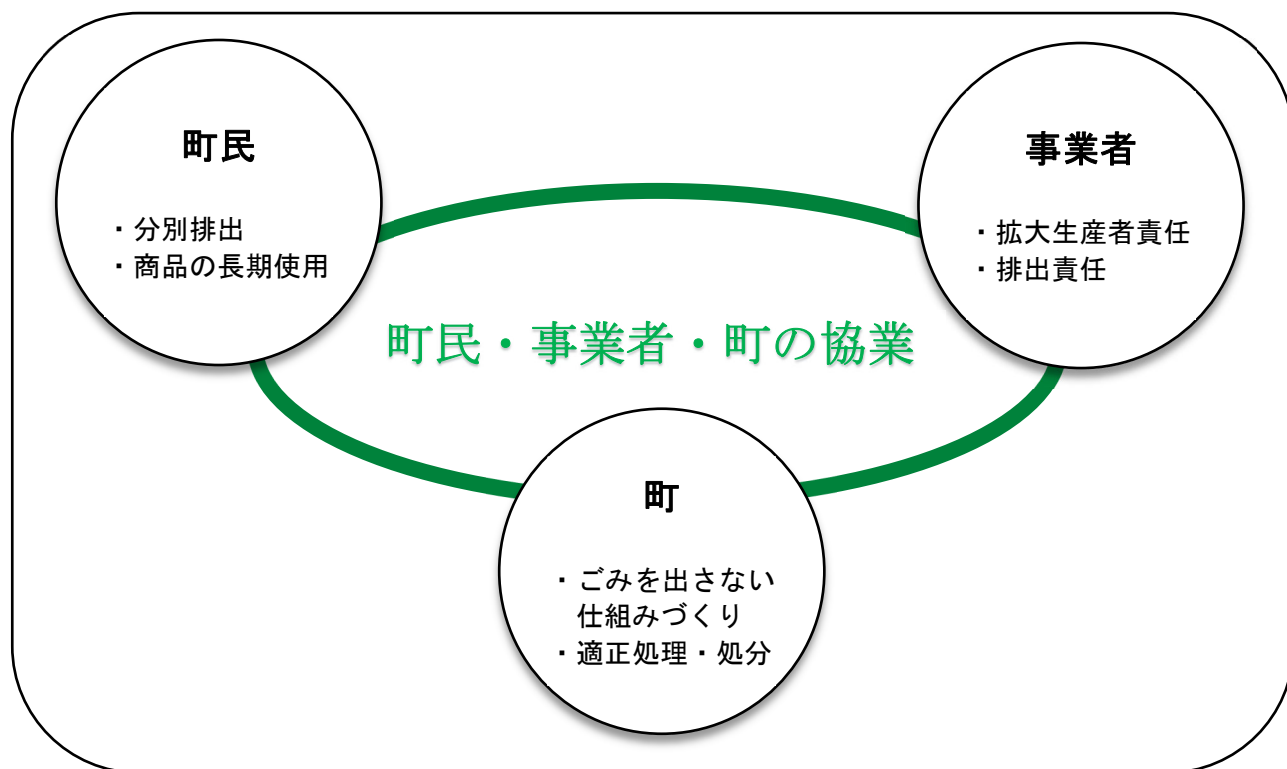 町民
・分別排出
・商品の長期使用
事業者
・拡大生産者責任
・排出責任
町民・事業者・町の協業
町
・ごみを出さない
仕組みづくり
・適正処理・処分